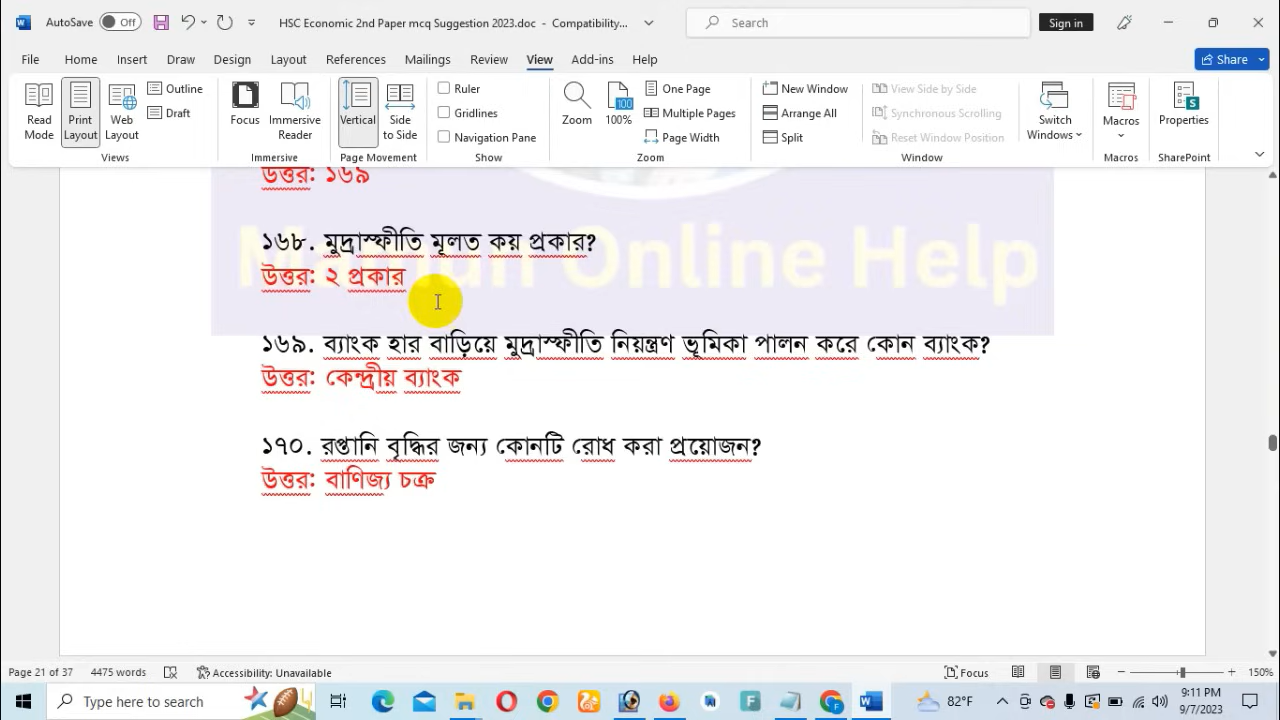 AutoSave Off HSC Economic 2nd Paper mcq Suggestion 2023.doc - Compatibility... Search Sign in
File Home Insert Draw Design Layout References Mailings Review View Add-ins Help Share
Read Mode Print Layout Web Layout Outline Draft Focus Immersive Reader Vertical Side to Side Ruler Gridlines Navigation Pane Zoom 100% One Page Multiple Pages Page Width New Window Arrange All Split View Side by Side Synchronous Scrolling Reset Window Position Switch Windows Macros Properties
Views Immersive Page Movement Show Zoom Window Macros SharePoint
উত্তর: ১৬৯
১৬৮. মুদ্রাস্ফীতি মূলত কয় প্রকার?
Online Help
উত্তর: ২ প্রকার
১৬৯. ব্যাংক হার বাড়িয়ে মুদ্রাস্ফীতি নিয়ন্ত্রণ ভূমিকা পালন করে কোন ব্যাংক?
উত্তর: কেন্দ্রীয় ব্যাংক
১৭০. রপ্তানি বৃদ্ধির জন্য কোনটি রোধ করা প্রয়োজন?
উত্তর: বাণিজ্য চক্র
Page 21 of 37 4475 words Accessibility: Unavailable Focus 150%
Type here to search 82°F 9:11 PM
9/7/2023